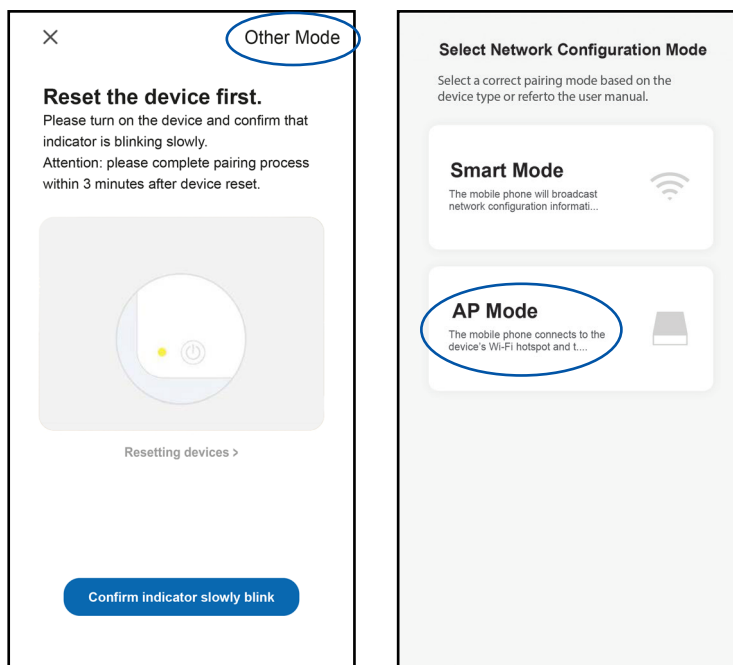 Other Mode
Reset the device first.
Please turn on the device and confirm that
indicator is blinking slowly.
Attention: please complete pairing process
within 3 minutes after device reset.
Resetting devices >
Confirm indicator slowly blink
Select Network Configuration Mode
Select a correct pairing mode based on the
device type or referto the user manual.
Smart Mode
The mobile phone will broadcast
network configuration informati...
AP Mode
The mobile phone connects to the
device's Wi-Fi hotspot and t....